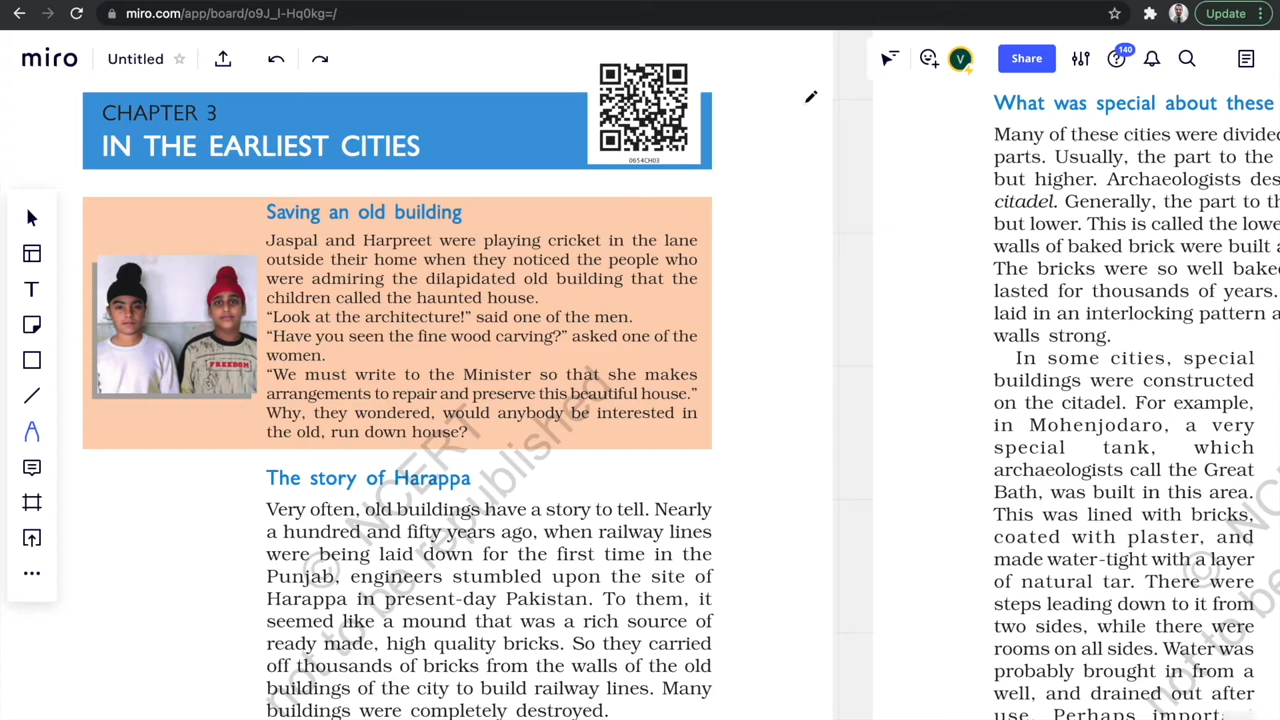 miro.com/app/board/o9J_l-Hq0kg=/
Update
miro
Untitled
140
V
Share
CHAPTER 3
IN THE EARLIEST CITIES
0654CH03
Saving an old building
Jaspal and Harpreet were playing cricket in the lane
outside their home when they noticed the people who
were admiring the dilapidated old building that the
children called the haunted house.
“Look at the architecture!” said one of the men.
“Have you seen the fine wood carving?” asked one of the
women.
“We must write to the Minister so that she makes
arrangements to repair and preserve this beautiful house.”
Why, they wondered, would anybody be interested in
the old, run down house?
FREEDOM
The story of Harappa
Very often, old buildings have a story to tell. Nearly
a hundred and fifty years ago, when railway lines
were being laid down for the first time in the
Punjab, engineers stumbled upon the site of
Harappa in present-day Pakistan. To them, it
seemed like a mound that was a rich source of
ready made, high quality bricks. So they carried
off thousands of bricks from the walls of the old
buildings of the city to build railway lines. Many
buildings were completely destroyed.
© NCERT
not to be republished
What was special about these
Many of these cities were divided
parts. Usually, the part to the
but higher. Archaeologists des
citadel. Generally, the part to th
but lower. This is called the lowe
walls of baked brick were built a
The bricks were so well baked
lasted for thousands of years.
laid in an interlocking pattern a
walls strong.
In some cities, special
buildings were constructed
on the citadel. For example,
in Mohenjodaro, a very
special tank, which
archaeologists call the Great
Bath, was built in this area.
This was lined with bricks,
coated with plaster, and
made water-tight with a layer
of natural tar. There were
steps leading down to it from
two sides, while there were
rooms on all sides. Water was
probably brought in from a
well, and drained out after
use. Perhaps important
©
not to be